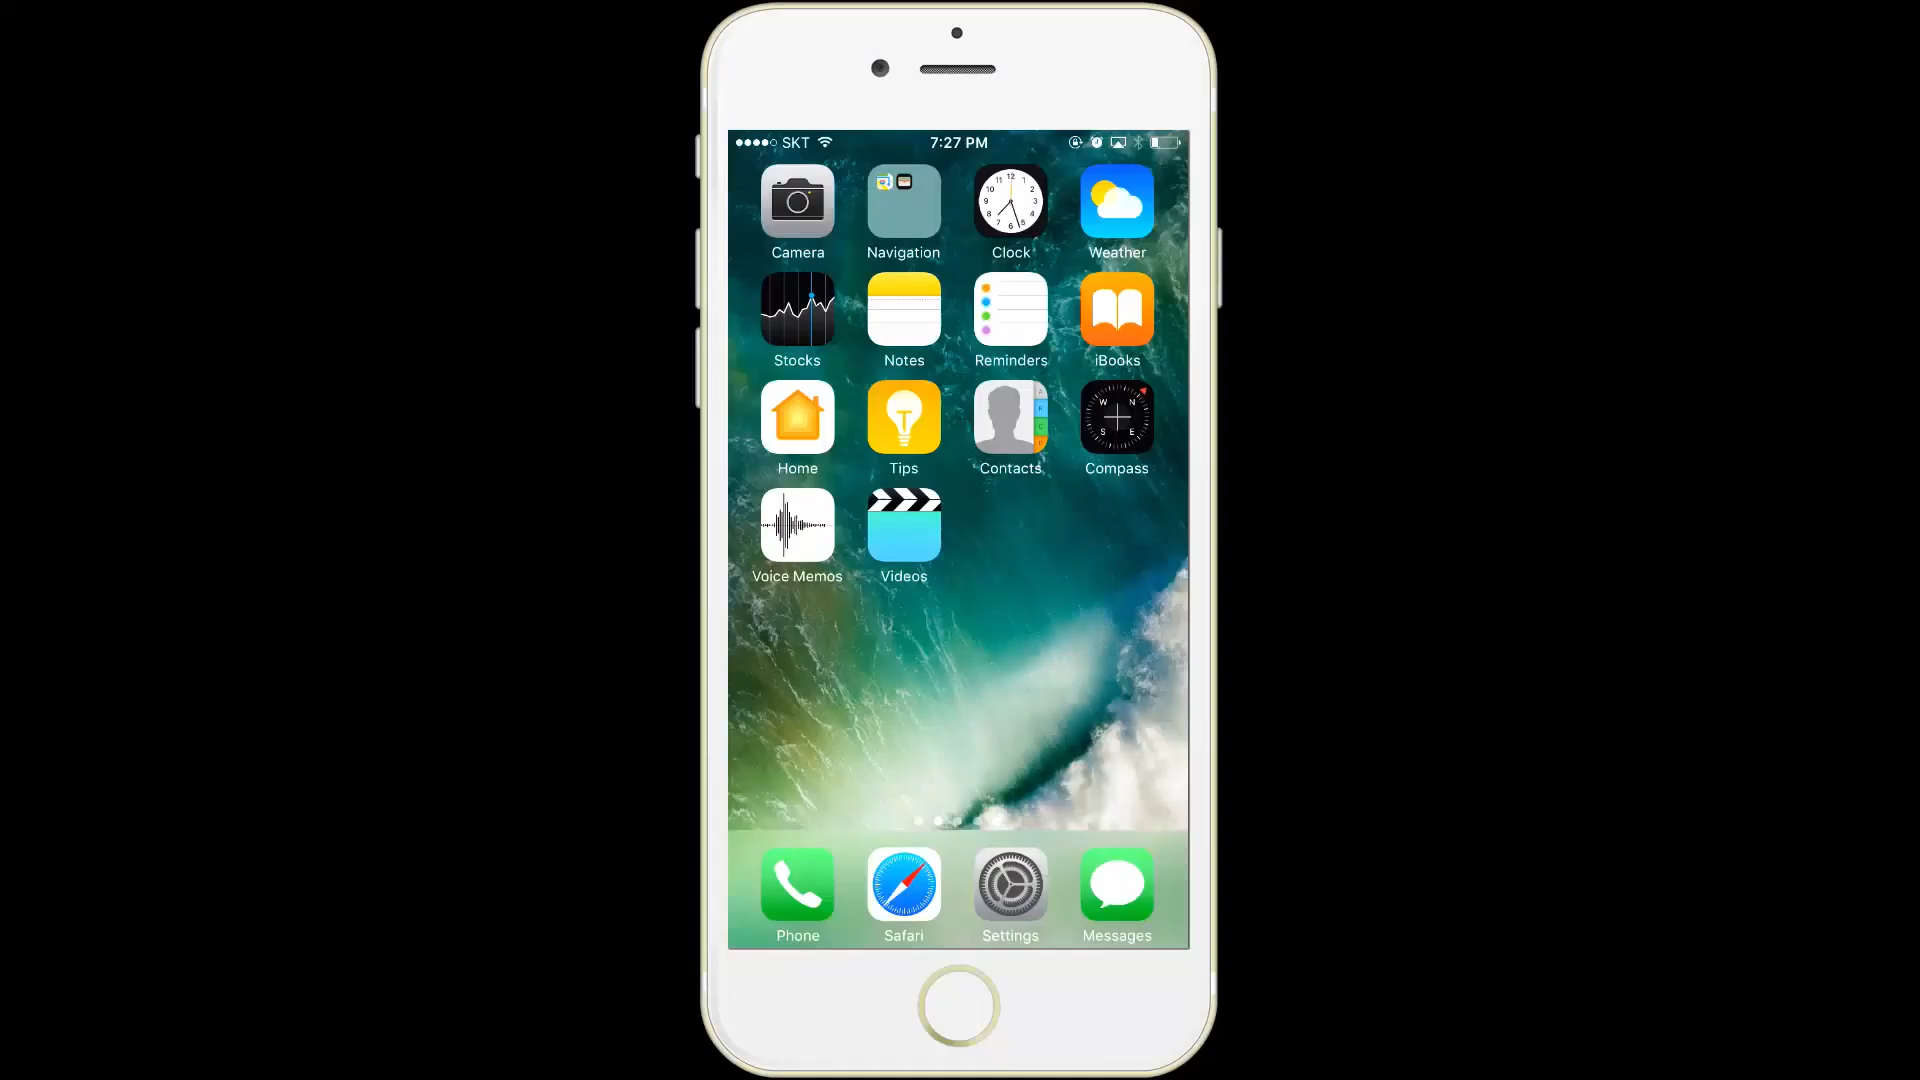 SKT 7:27 PM
Camera Navigation Clock Weather
Stocks Notes Reminders iBooks
Home Tips Contacts Compass
Voice Memos Videos
Phone Safari Settings Messages